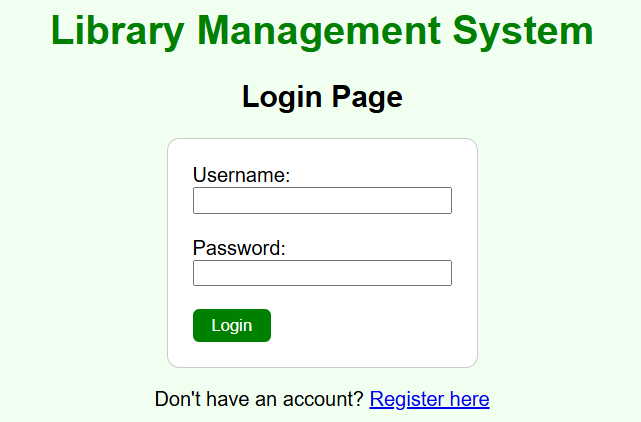 Library Management System
Login Page
Username:
Password:
Login
Don't have an account? Register here